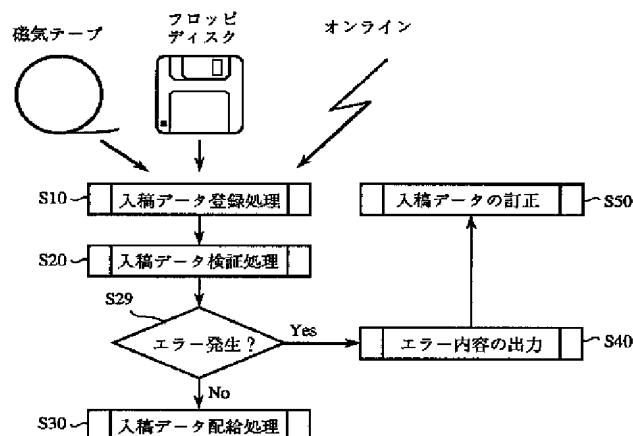 磁気テープ
フロッピ
ディスク
オンライン
S10
入稿データ登録処理
入稿データの訂正
S50
S20
入稿データ検証処理
S29
エラー発生？
Yes
エラー内容の出力
S40
No
S30
入稿データ配給処理